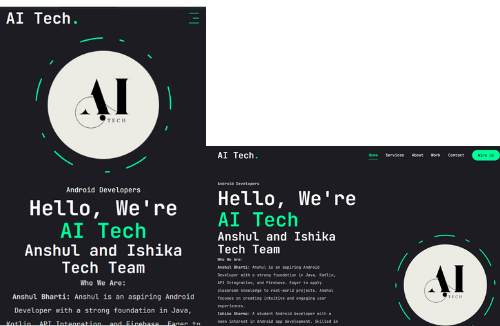 AI Tech.
AI
TECH
Android Developers
Hello, We're
AI Tech
Anshul and Ishika
Tech Team
Who We Are:
Anshul Bharti: Anshul is an aspiring Android
Developer with a strong foundation in Java,
Kotlin, API Integration, and Firebase. Eager to
AI Tech.
Home Services About Work Contact Hire Us
Android Developers
Hello, We're
AI Tech
Anshul and Ishika
Tech Team
Who We Are:
Anshul Bharti: Anshul is an aspiring Android
Developer with a strong foundation in Java, Kotlin,
API Integration, and Firebase. Eager to apply
classroom knowledge to real-world projects, Anshul
focuses on creating intuitive and engaging user
experiences.
Ishika Sharma: A student Android developer with a
keen interest in Android app development. Skilled in
AI
TECH